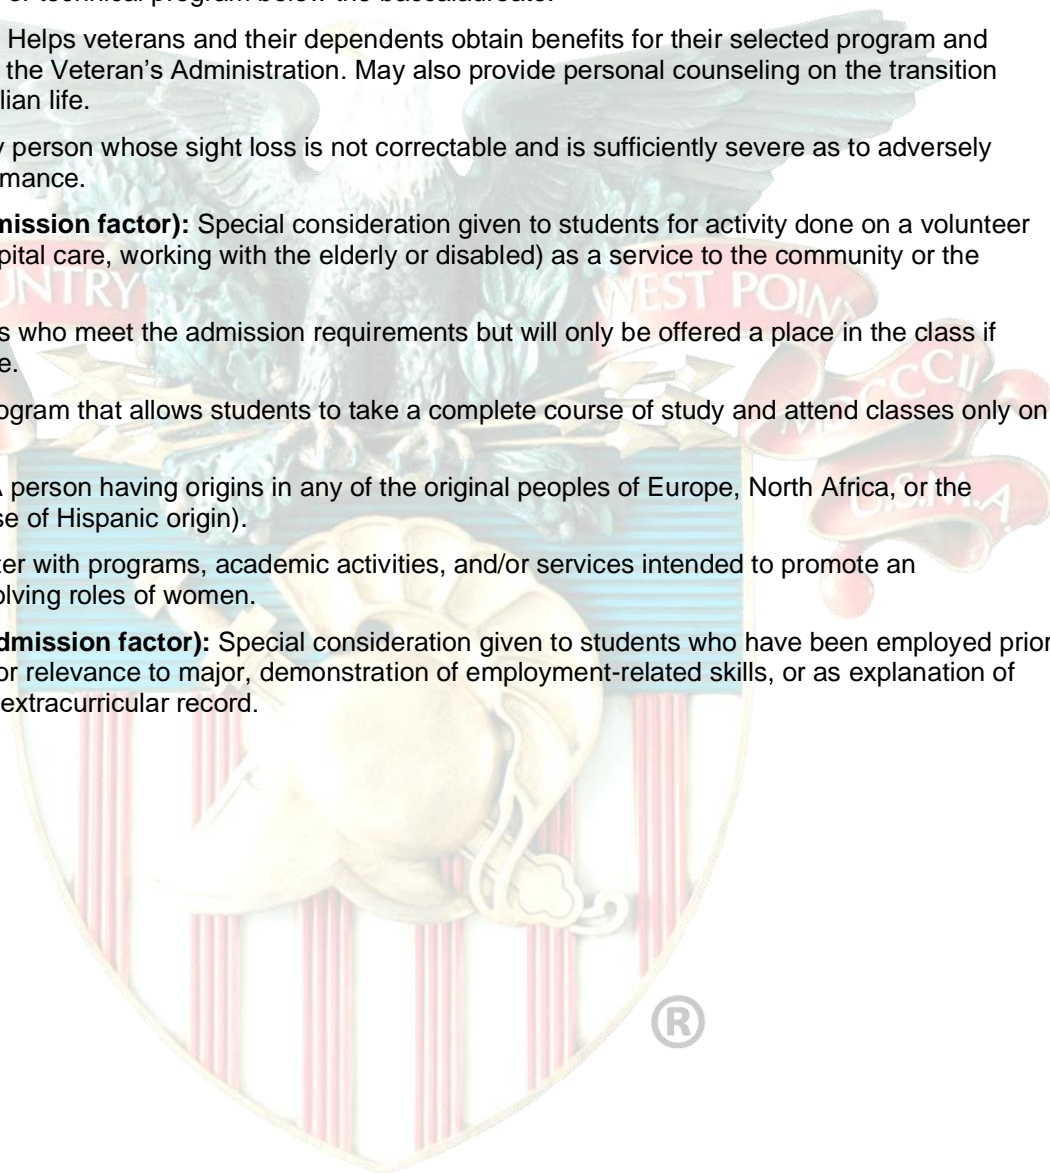 or technical program below the baccalaureate.
Helps veterans and their dependents obtain benefits for their selected program and
the Veteran’s Administration. May also provide personal counseling on the transition
lian life.
person whose sight loss is not correctable and is sufficiently severe as to adversely
mance.
mission factor): Special consideration given to students for activity done on a volunteer
pital care, working with the elderly or disabled) as a service to the community or the
UNTRY WEST POINT
s who meet the admission requirements but will only be offered a place in the class if
e.
MDCCCII
ogram that allows students to take a complete course of study and attend classes only on
A person having origins in any of the original peoples of Europe, North Africa, or the
se of Hispanic origin).
U.S.M.A.
ter with programs, academic activities, and/or services intended to promote an
olving roles of women.
dmission factor): Special consideration given to students who have been employed prior
or relevance to major, demonstration of employment-related skills, or as explanation of
extracurricular record.
®